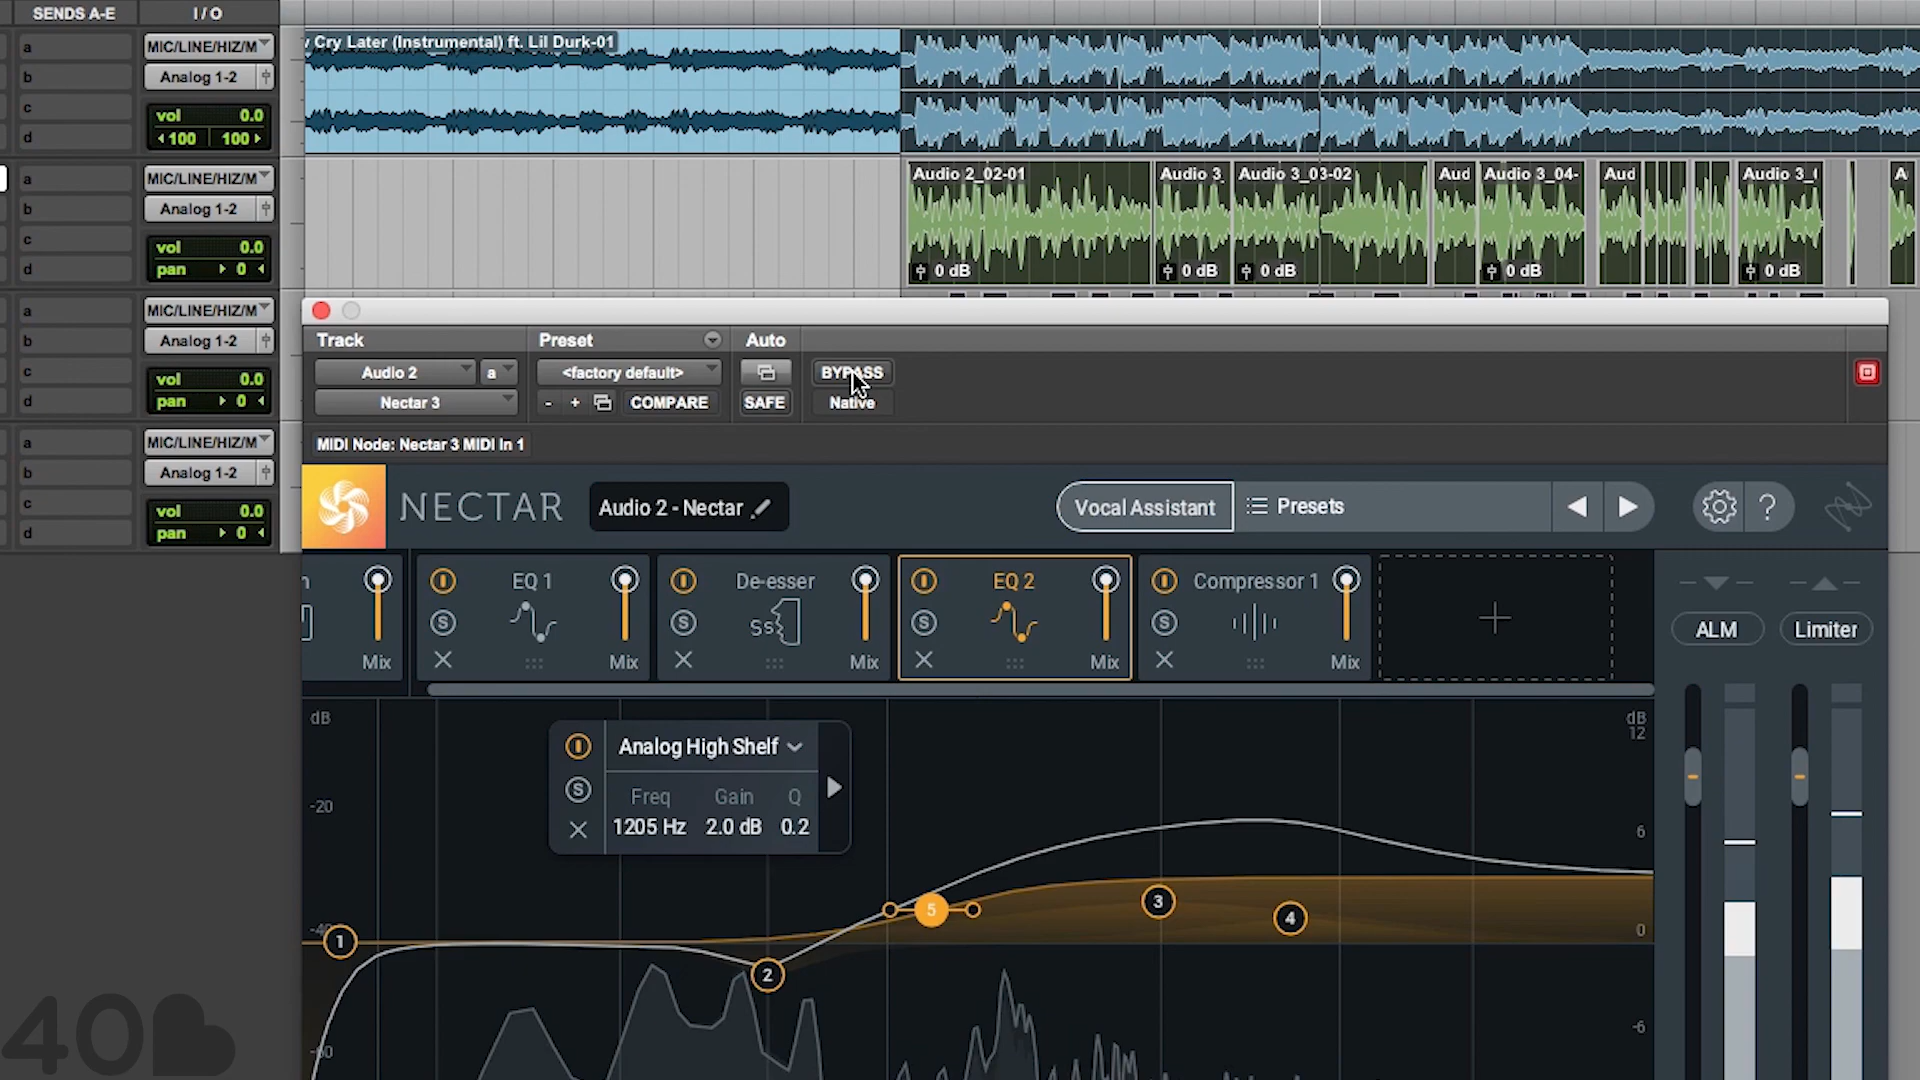 SENDS A-E
I / O
a
b
c
d
MIC/LINE/HIZ/M
Analog 1-2
vol 0.0
100 100
Cry Later (Instrumental) ft. Lil Durk-01
a
b
c
d
MIC/LINE/HIZ/M
Analog 1-2
vol 0.0
pan 0
Audio 2_02-01
Audio 3_
Audio 3_03-02
Aud
Audio 3_04-
Aud
Audio 3_
A
0 dB
0 dB
0 dB
0 dB
0 dB
a
b
c
d
MIC/LINE/HIZ/M
Analog 1-2
vol 0.0
pan 0
a
b
c
d
MIC/LINE/HIZ/M
Analog 1-2
vol 0.0
pan 0
Track
Preset
Auto
Audio 2
a
<factory default>
BYPASS
Nectar 3
- +
COMPARE
SAFE
Native
MIDI Node: Nectar 3 MIDI In 1
NECTAR
Audio 2 - Nectar
Vocal Assistant
Presets
?
EQ 1
De-esser
EQ 2
Compressor 1
S
S
S
S
Ss
Mix
Mix
Mix
Mix
Mix
+
ALM
Limiter
dB
-20
-40
-60
Analog High Shelf
S
Freq Gain Q
1205 Hz 2.0 dB 0.2
dB
12
6
0
-6
1
2
5
3
4
40